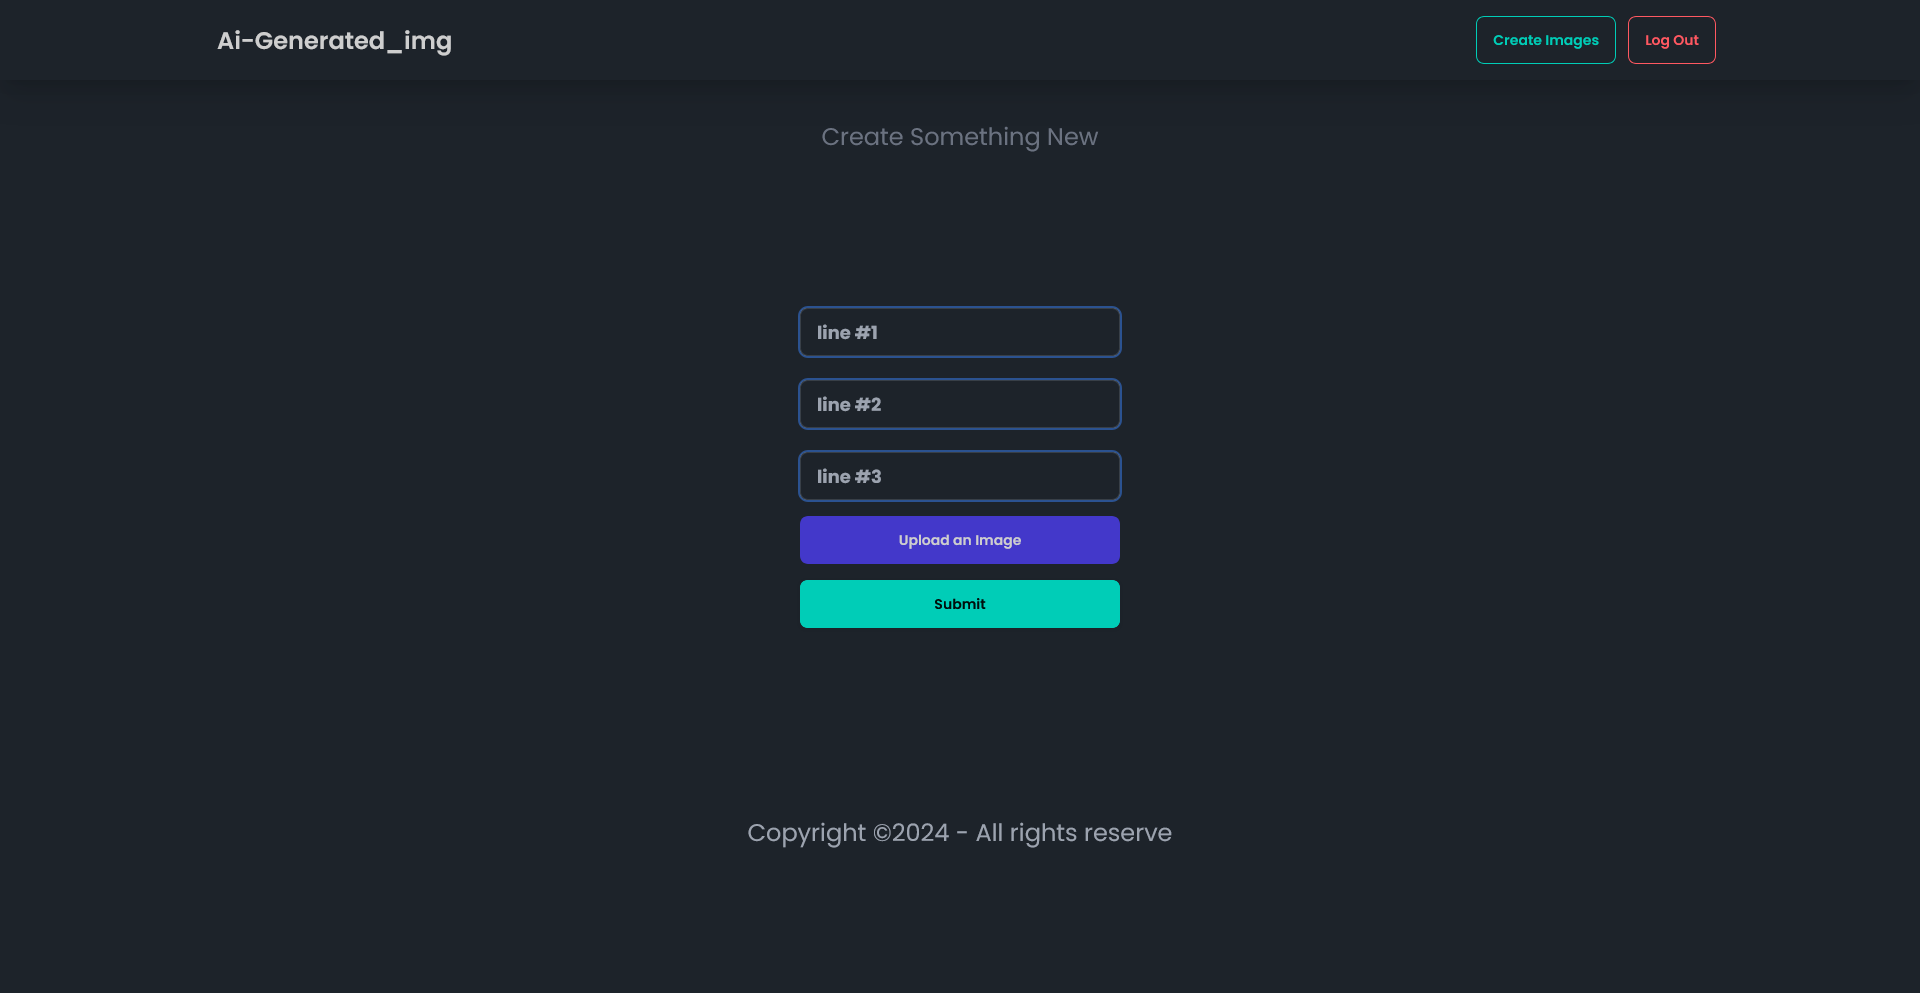 Ai-Generated_img
Create Images
Log Out
Create Something New
line #1
line #2
line #3
Upload an Image
Submit
Copyright ©2024 - All rights reserve